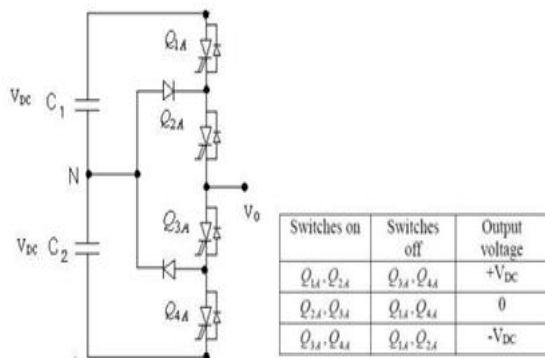 Q1A
VDC C1
Q2A
N
V0
Q3A
VDC C2
Q4A
Switches on Switches off Output voltage
Q1A, Q2A Q3A, Q4A +VDC
Q2A, Q3A Q1A, Q4A 0
Q3A, Q4A Q1A, Q2A -VDC